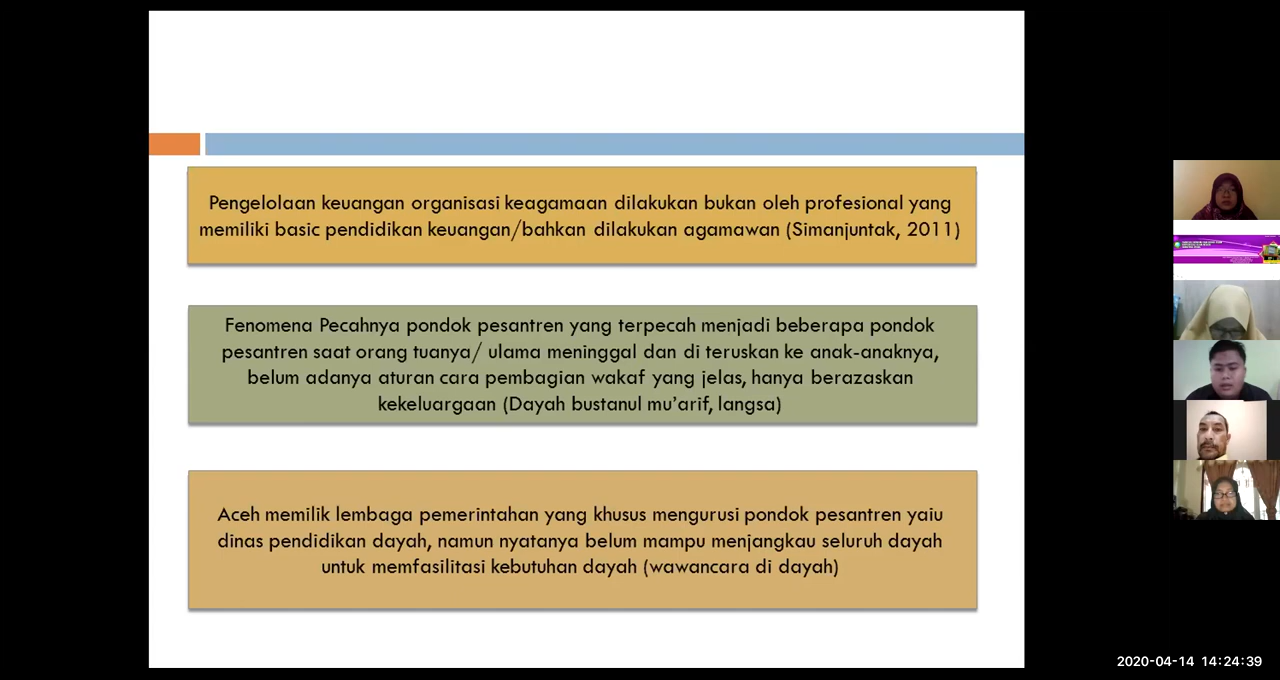 Pengelolaan keuangan organisasi keagamaan dilakukan bukan oleh profesional yang
memiliki basic pendidikan keuangan/bahkan dilakukan agamawan (Simanjuntak, 2011)
Fenomena Pecahnya pondok pesantren yang terpecah menjadi beberapa pondok
pesantren saat orang tuanya/ ulama meninggal dan di teruskan ke anak-anaknya,
belum adanya aturan cara pembagian wakaf yang jelas, hanya berazaskan
kekeluargaan (Dayah bustanul mu'arif, langsa)
Aceh memilik lembaga pemerintahan yang khusus mengurusi pondok pesantren yaiu
dinas pendidikan dayah, namun nyatanya belum mampu menjangkau seluruh dayah
untuk memfasilitasi kebutuhan dayah (wawancara di dayah)
2020-04-14 14:24:39